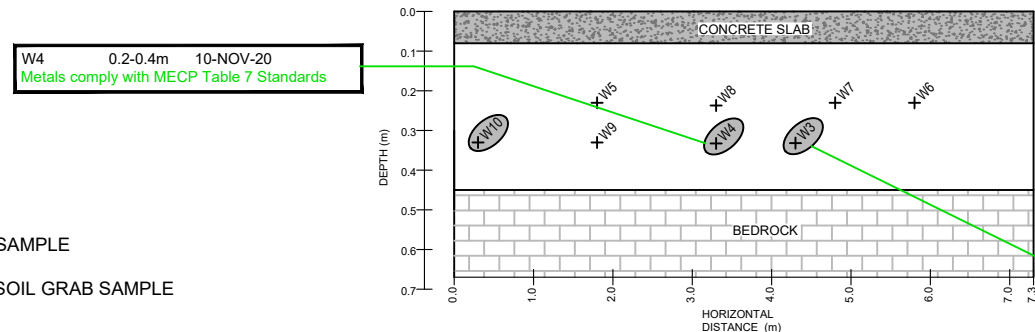 W4 0.2-0.4m 10-NOV-20
Metals comply with MECP Table 7 Standards
SAMPLE
SOIL GRAB SAMPLE
DEPTH (m)
0.0
0.1
0.2
0.3
0.4
0.5
0.6
0.7
CONCRETE SLAB
W5
W8
W7
W6
W10
W9
W4
W3
BEDROCK
0.0
1.0
2.0
3.0
4.0
5.0
6.0
7.0
7.3
HORIZONTAL
DISTANCE (m)